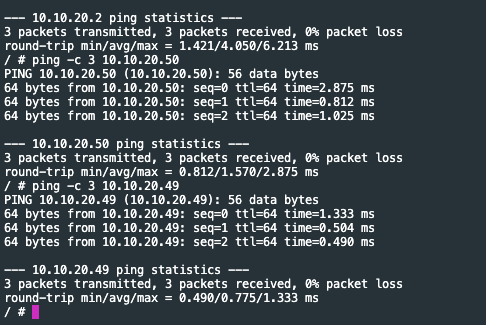 --- 10.10.20.2 ping statistics ---
3 packets transmitted, 3 packets received, 0% packet loss
round-trip min/avg/max = 1.421/4.050/6.213 ms
/ # ping -c 3 10.10.20.50
PING 10.10.20.50 (10.10.20.50): 56 data bytes
64 bytes from 10.10.20.50: seq=0 ttl=64 time=2.875 ms
64 bytes from 10.10.20.50: seq=1 ttl=64 time=0.812 ms
64 bytes from 10.10.20.50: seq=2 ttl=64 time=1.025 ms
--- 10.10.20.50 ping statistics ---
3 packets transmitted, 3 packets received, 0% packet loss
round-trip min/avg/max = 0.812/1.570/2.875 ms
/ # ping -c 3 10.10.20.49
PING 10.10.20.49 (10.10.20.49): 56 data bytes
64 bytes from 10.10.20.49: seq=0 ttl=64 time=1.333 ms
64 bytes from 10.10.20.49: seq=1 ttl=64 time=0.504 ms
64 bytes from 10.10.20.49: seq=2 ttl=64 time=0.490 ms
--- 10.10.20.49 ping statistics ---
3 packets transmitted, 3 packets received, 0% packet loss
round-trip min/avg/max = 0.490/0.775/1.333 ms
/ #